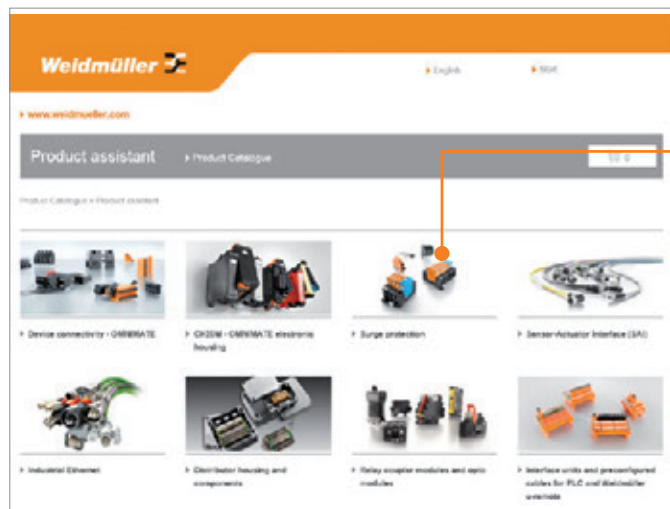 Weidmüller
English
Start
www.weidmueller.com
Product assistant
Product Catalogue
0
Product Catalogue > Product assistant
Device connectivity - OMNIMATE
CH20M - OMNIMATE electronic
housing
Surge protection
Sensor-Actuator Interface (SAI)
Industrial Ethernet
Distributor housing and
components
Relay coupler modules and opto
modules
Interface units and preconfigured
cables for PLC and Weidmüller
u-remote